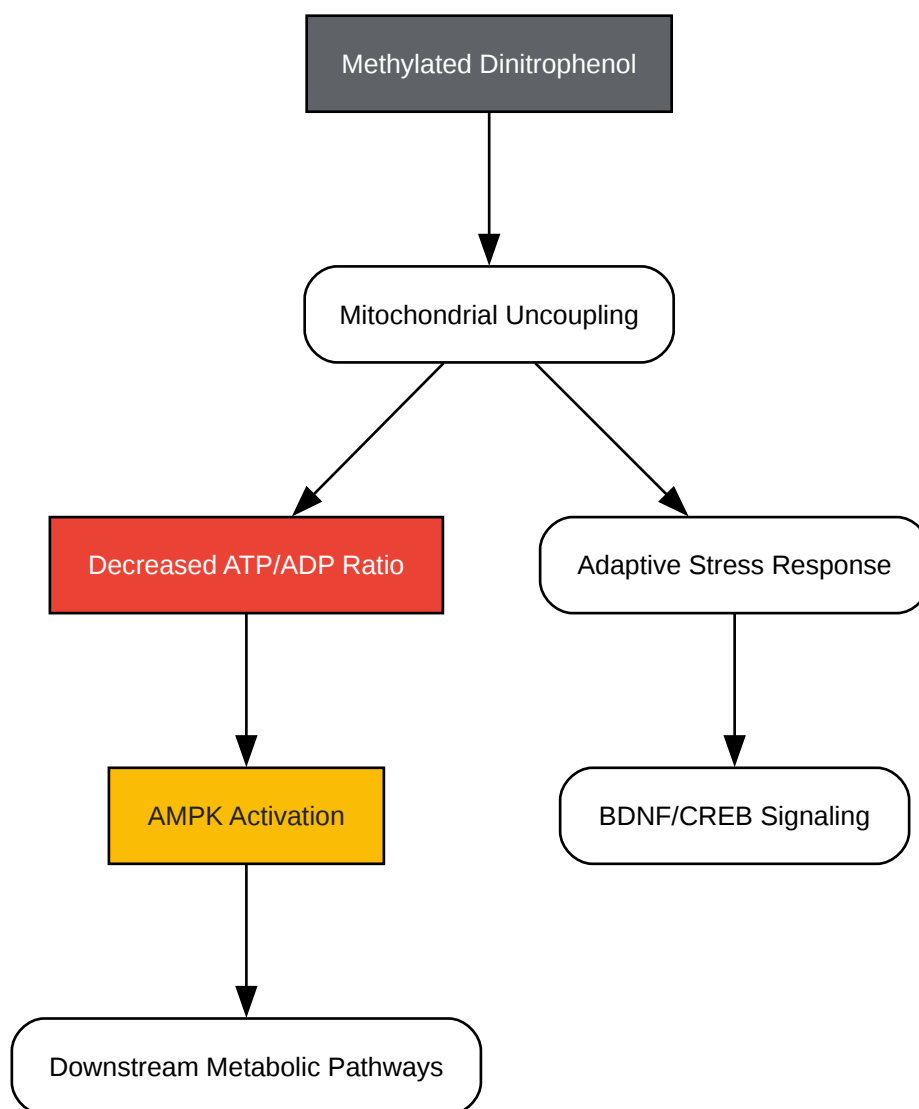 Methylated Dinitrophenol
Mitochondrial Uncoupling
Decreased ATP/ADP Ratio
Adaptive Stress Response
AMPK Activation
BDNF/CREB Signaling
Downstream Metabolic Pathways